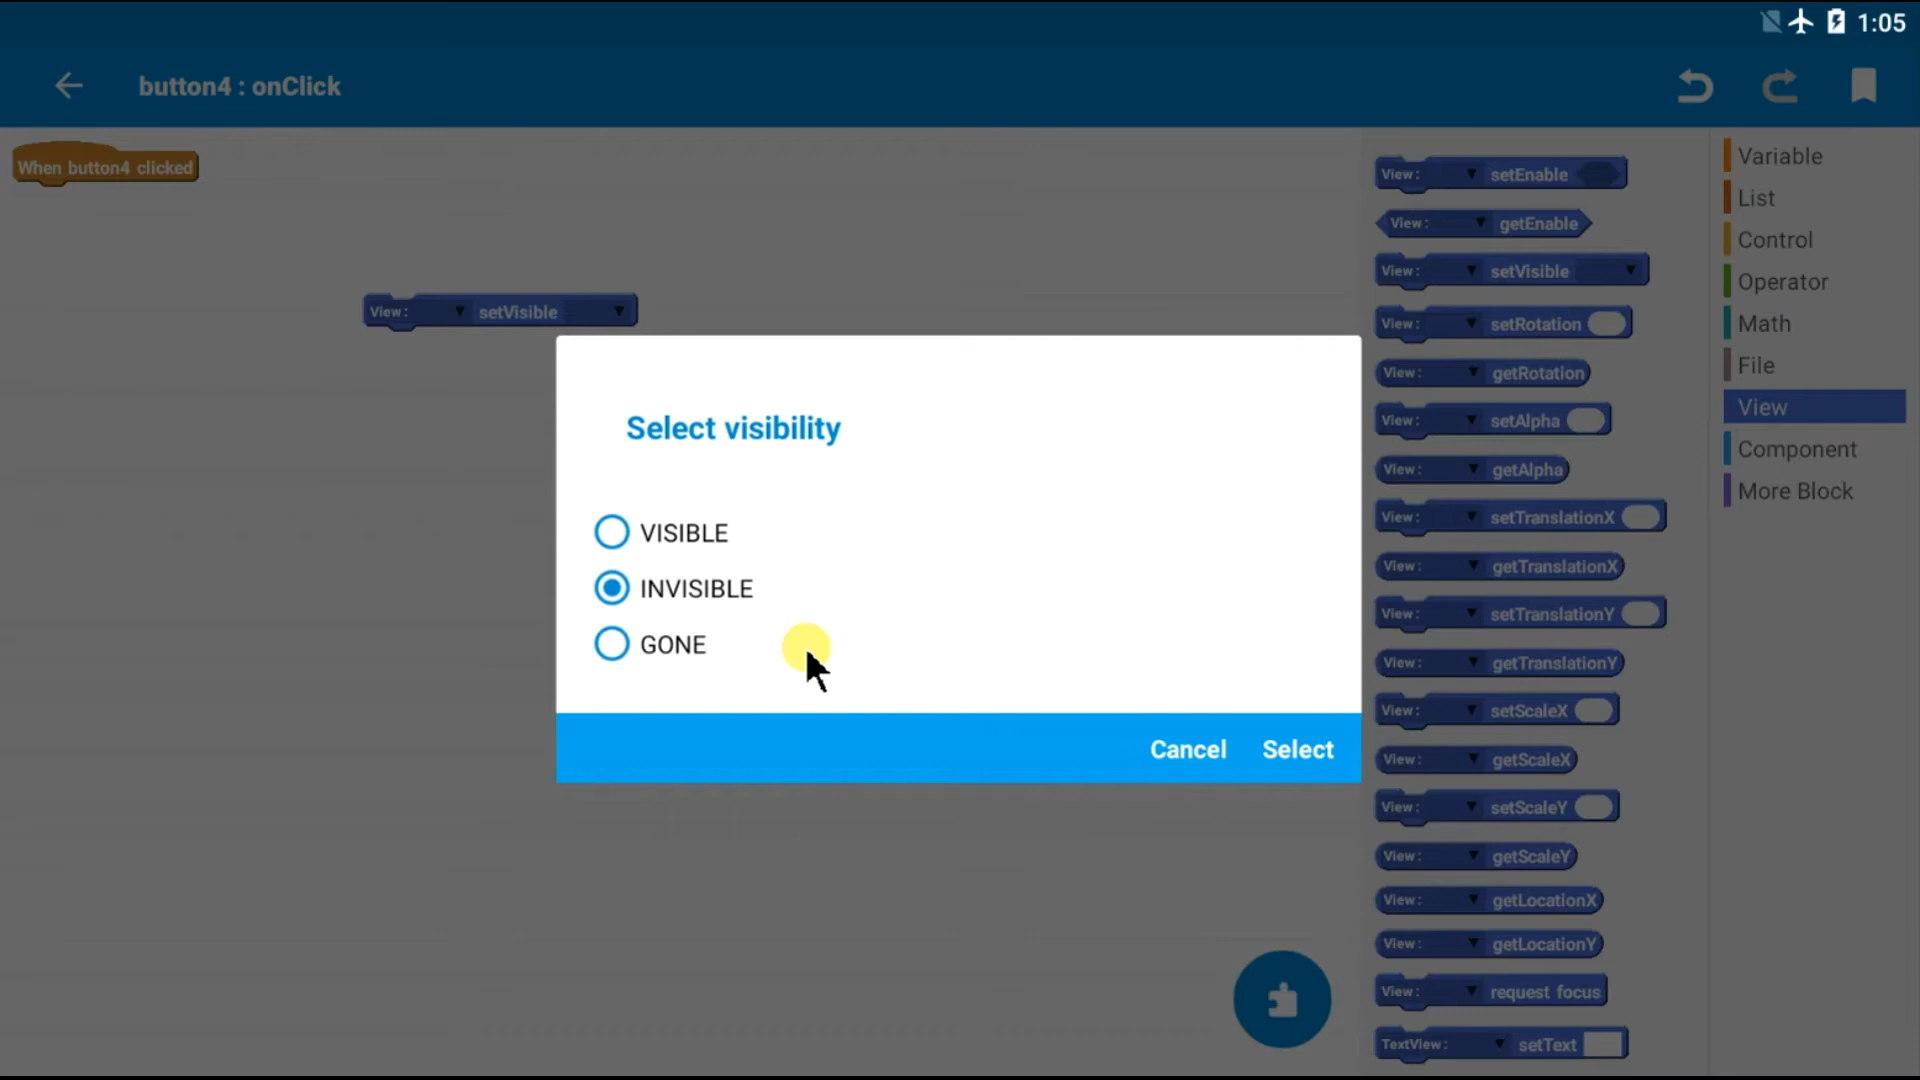 1:05
button4 : onClick
When button4 clicked
View: setVisible
Select visibility
VISIBLE
INVISIBLE
GONE
Cancel Select
View: setEnable
View: getEnable
View: setVisible
View: setRotation
View: getRotation
View: setAlpha
View: getAlpha
View: setTranslationX
View: getTranslationX
View: setTranslationY
View: getTranslationY
View: setScaleX
View: getScaleX
View: setScaleY
View: getScaleY
View: getLocationX
View: getLocationY
View: request focus
TextView: setText
Variable
List
Control
Operator
Math
File
View
Component
More Block